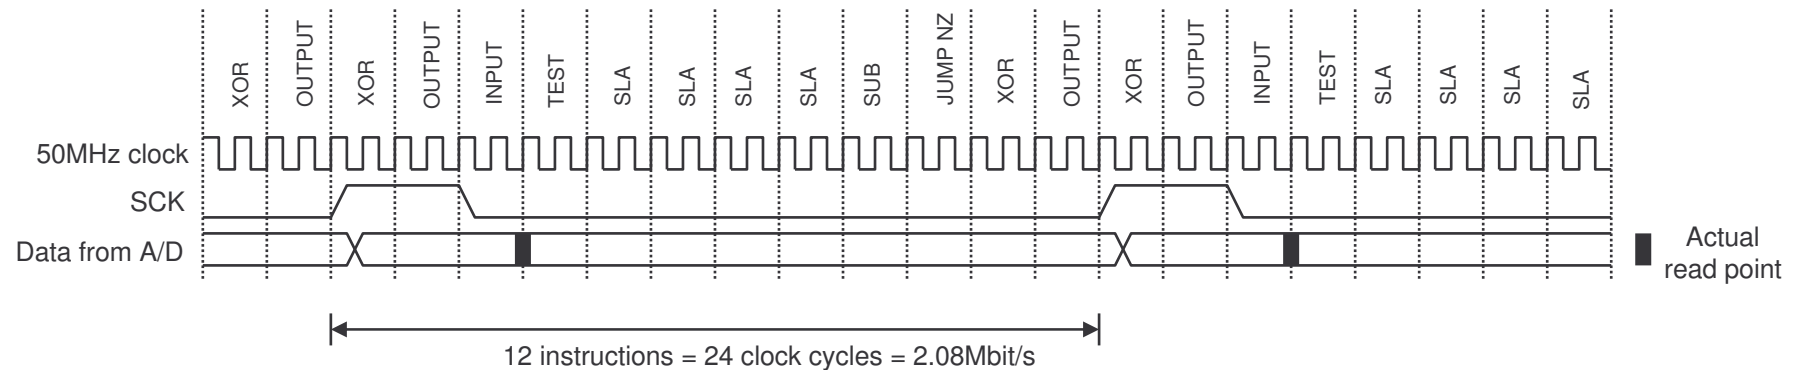 XOR
OUTPUT
XOR
OUTPUT
INPUT
TEST
SLA
SLA
SLA
SLA
SUB
JUMP NZ
XOR
OUTPUT
XOR
OUTPUT
INPUT
TEST
SLA
SLA
SLA
SLA
50MHz clock
SCK
Data from A/D
Actual
read point
12 instructions = 24 clock cycles = 2.08Mbit/s